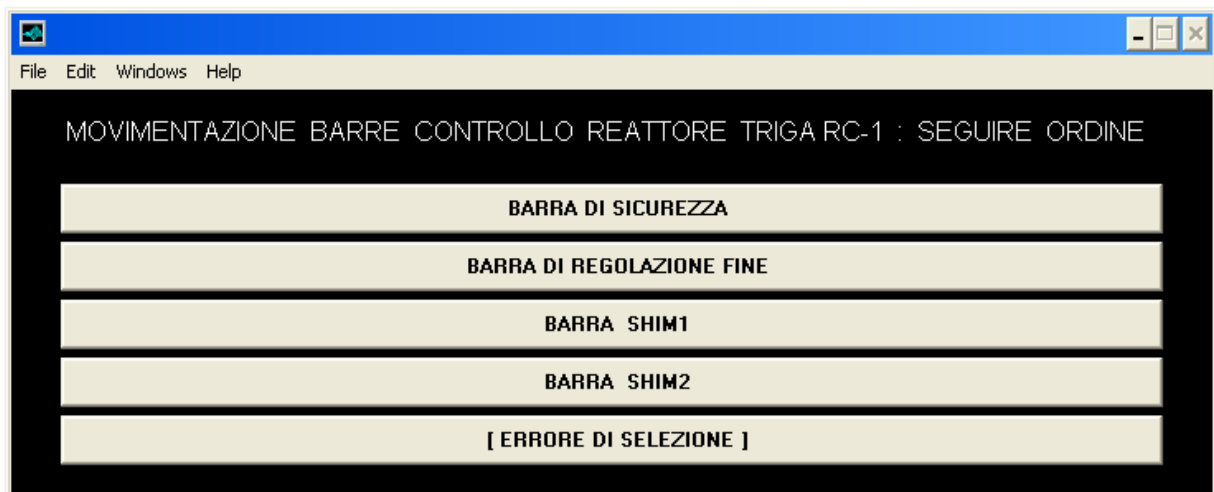 File Edit Windows Help
MOVIMENTAZIONE BARRE CONTROLLO REATTORE TRIGA RC-1 : SEGUIRE ORDINE
BARRA DI SICUREZZA
BARRA DI REGOLAZIONE FINE
BARRA SHIM1
BARRA SHIM2
[ ERRORE DI SELEZIONE ]